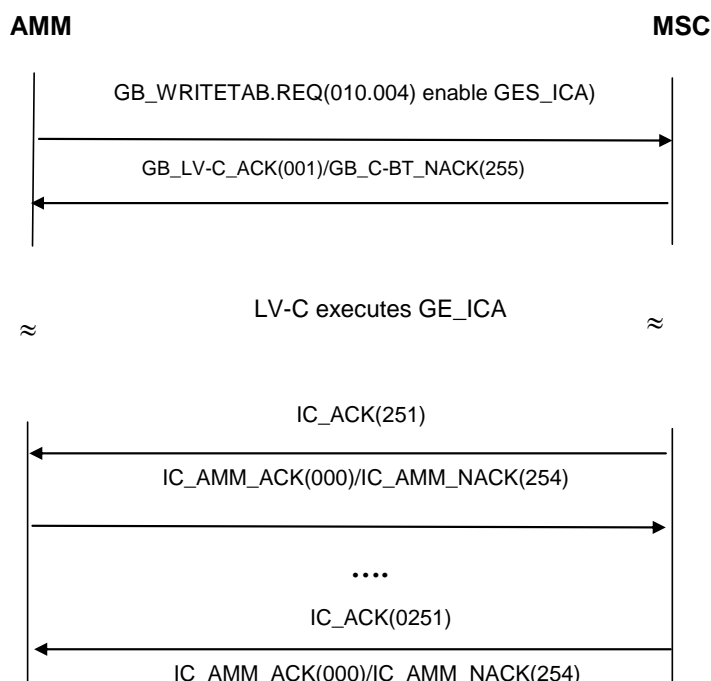 AMM MSC
GB_WRITETAB.REQ(010.004) enable GES_ICA)
GB_LV-C_ACK(001)/GB_C-BT_NACK(255)
LV-C executes GE_ICA
≈ ≈
IC_ACK(251)
IC_AMM_ACK(000)/IC_AMM_NACK(254)
....
IC_ACK(0251)
IC_AMM_ACK(000)/IC_AMM_NACK(254)